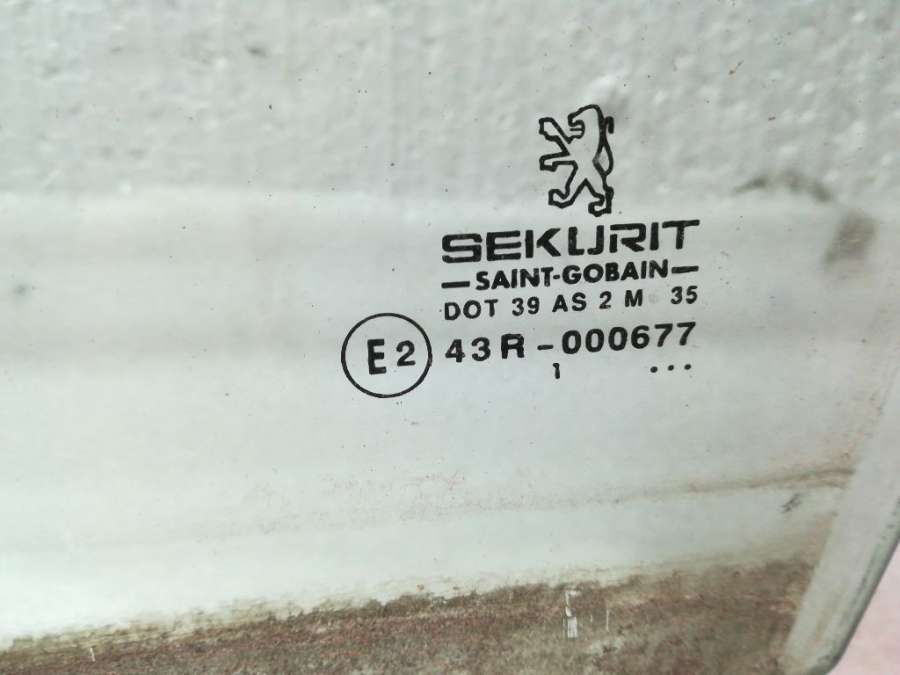 SEKURIT
—SAINT-GOBAIN—
DOT 39 AS 2 M 35
E2 43R-000677
1 ...